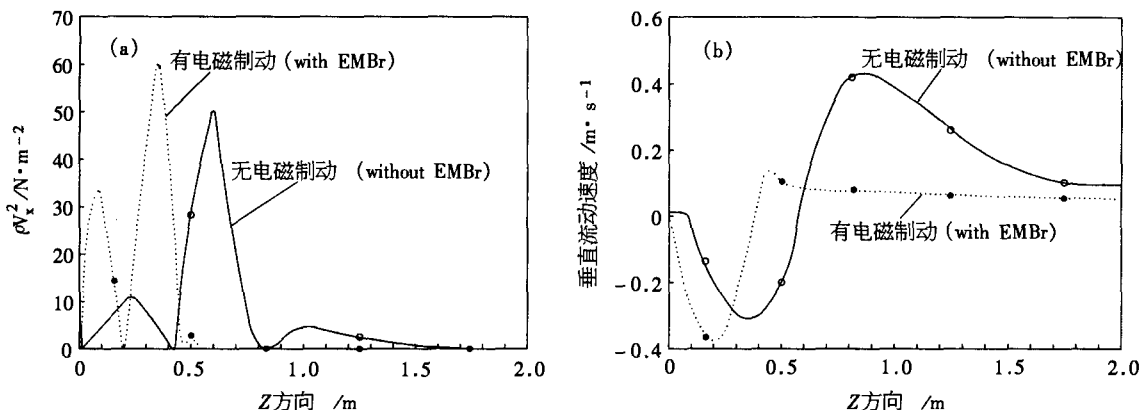 (a)
70
60
50
40
30
20
10
0
ρV²ₓ/N·m⁻²
有电磁制动 (with EMBr)
无电磁制动 (without EMBr)
0 0.5 1.0 1.5 2.0
Z方向 /m
(b)
0.6
0.4
0.2
0
-0.2
-0.4
垂直流动速度 /m·s⁻¹
无电磁制动 (without EMBr)
有电磁制动 (with EMBr)
0 0.5 1.0 1.5 2.0
Z方向 /m